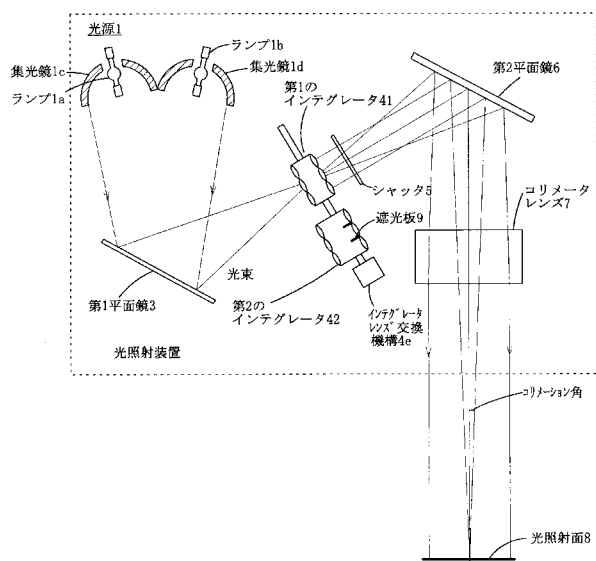 光源1
ランプ1b
集光鏡1c
集光鏡1d
ランプ1a
第1の
インテグレータ41
第2平面鏡6
シャッタ5
コリメータ
レンズ7
遮光板9
光束
第1平面鏡3
第2の
インテグレータ42
インテグレータ
レンズ交換
機構4e
光照射装置
コリメーション角
光照射面8